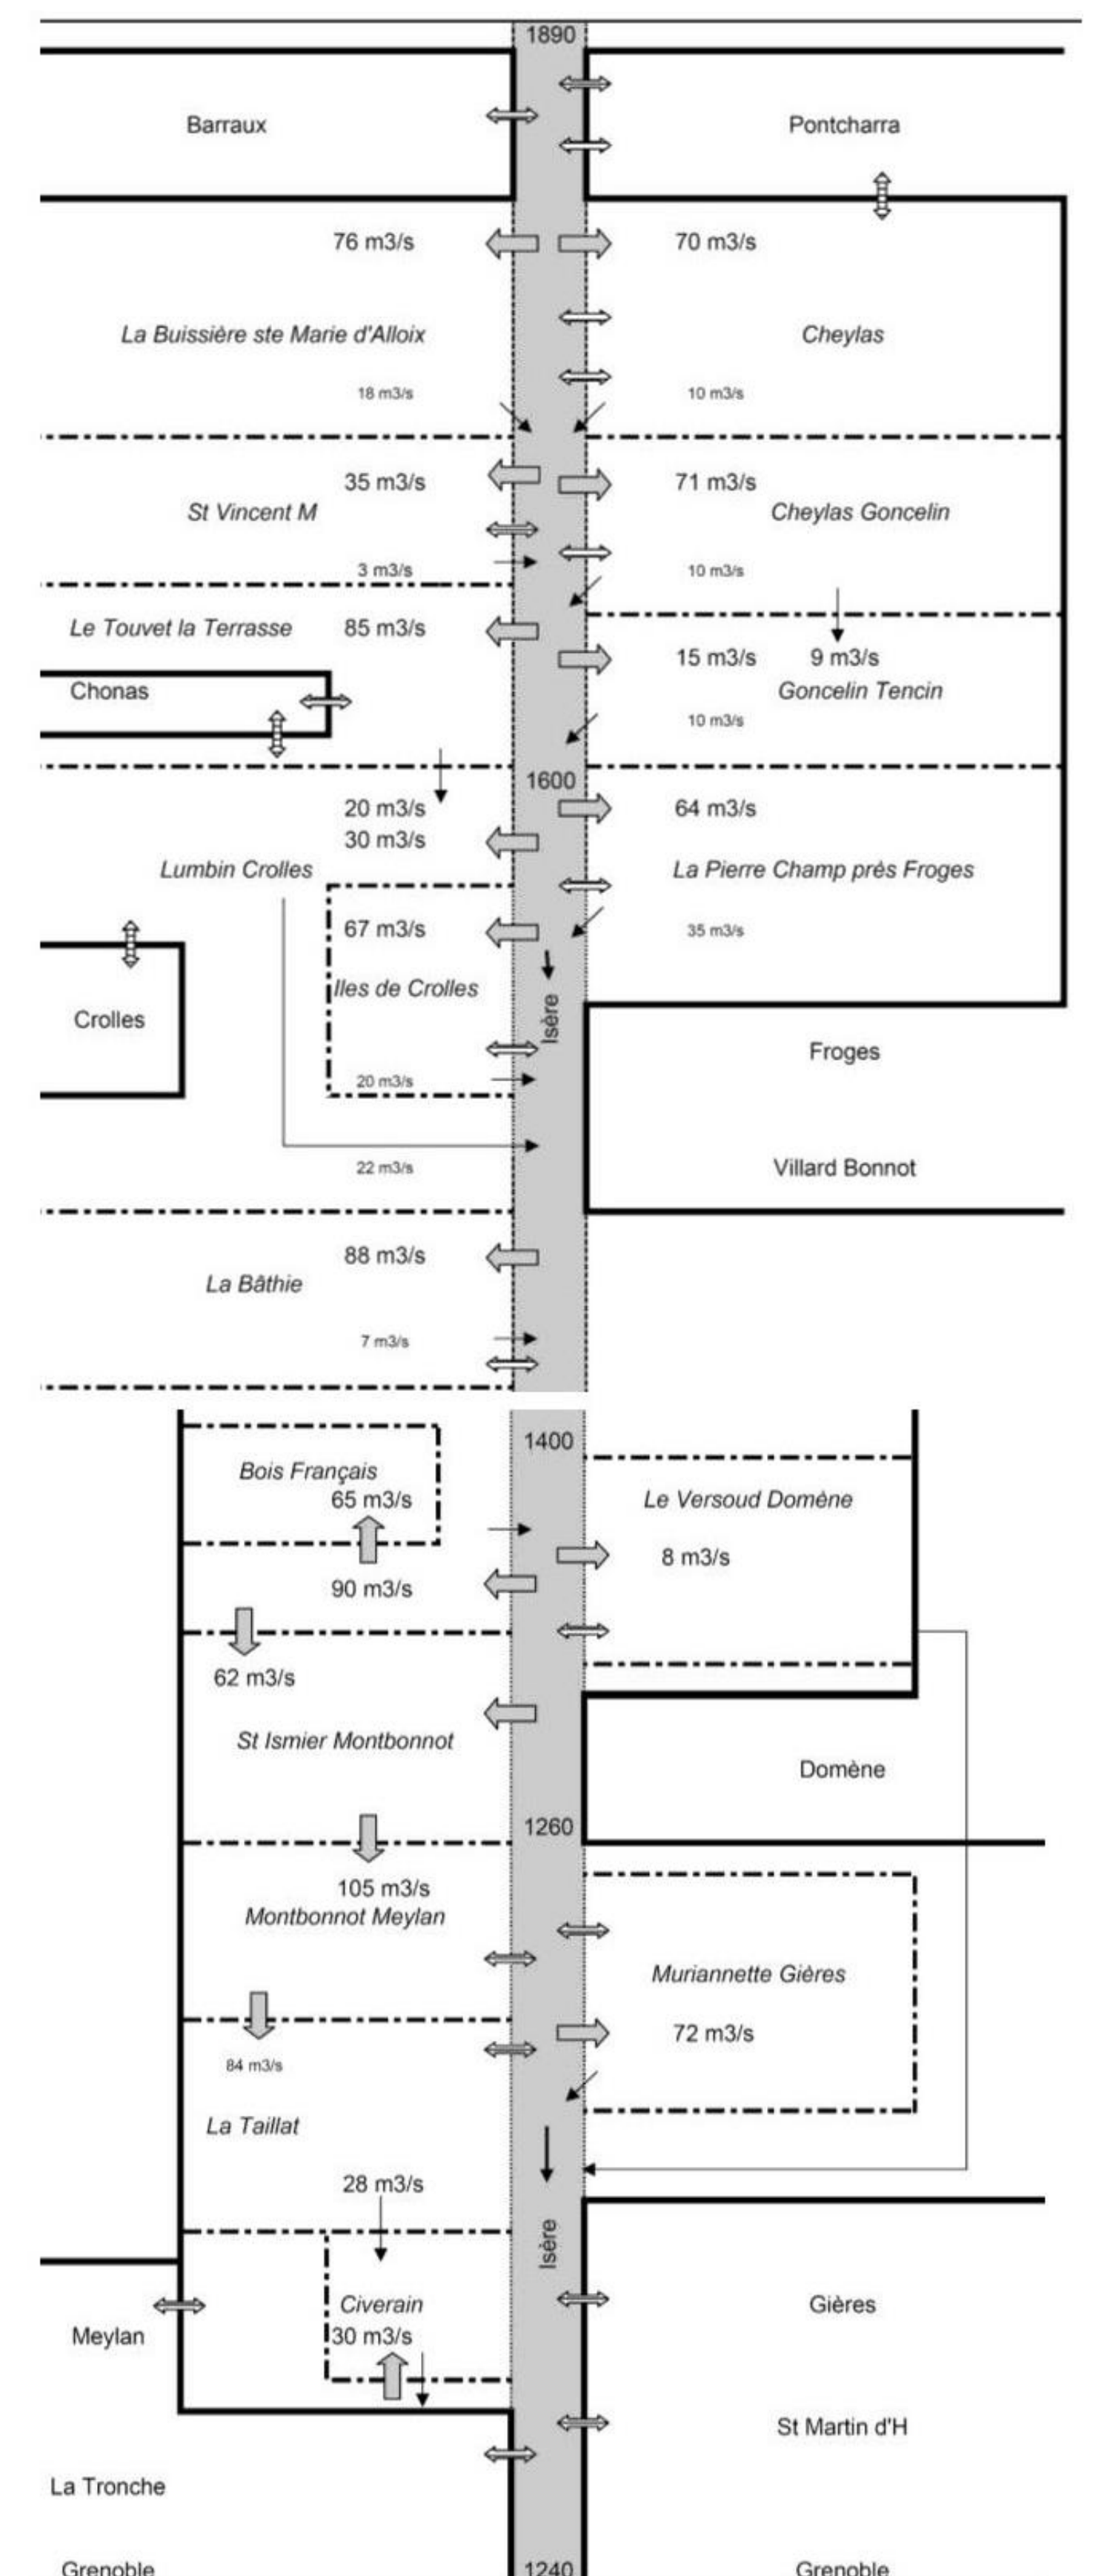 1890
Barraux
Pontcharra
76 m3/s
70 m3/s
La Buissière ste Marie d'Alloix
Cheylas
18 m3/s
10 m3/s
35 m3/s
71 m3/s
St Vincent M
Cheylas Goncelin
3 m3/s
10 m3/s
Le Touvet la Terrasse
85 m3/s
15 m3/s
9 m3/s
Chonas
Goncelin Tencin
10 m3/s
1600
20 m3/s
64 m3/s
30 m3/s
Lumbin Crolles
La Pierre Champ près Froges
67 m3/s
35 m3/s
Iles de Crolles
Isère
Crolles
Froges
20 m3/s
22 m3/s
Villard Bonnot
88 m3/s
La Bâthie
7 m3/s
1400
Bois Français
65 m3/s
Le Versoud Domène
8 m3/s
90 m3/s
62 m3/s
St Ismier Montbonnot
Domène
1260
105 m3/s
Montbonnot Meylan
Muriannette Gières
72 m3/s
84 m3/s
La Taillat
28 m3/s
Isère
Civerain
Gières
30 m3/s
Meylan
St Martin d'H
La Tronche
Grenoble
1240
Grenoble